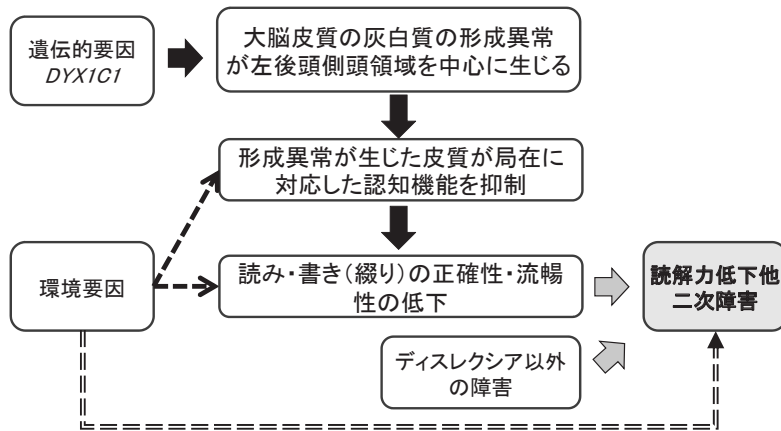 遺伝的要因
DYX1C1
大脳皮質の灰白質の形成異常
が左後頭側頭領域を中心に生じる
形成異常が生じた皮質が局在に
対応した認知機能を抑制
環境要因
読み・書き(綴り)の正確性・流暢
性の低下
読解力低下他
二次障害
ディスレクシア以外
の障害